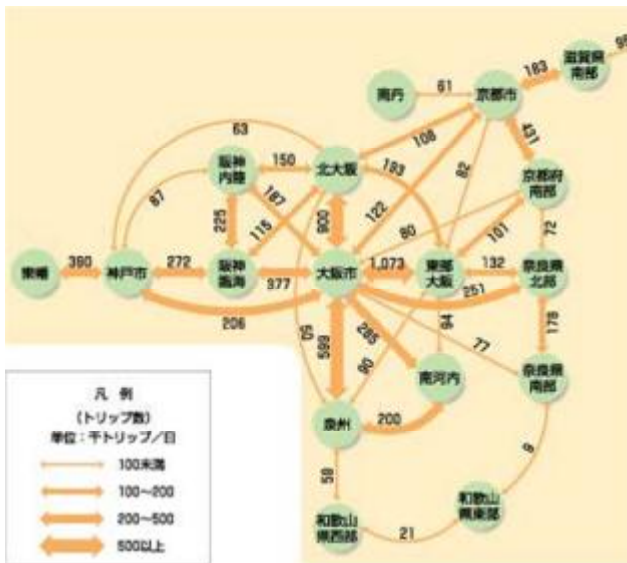 滋賀県
南部
南丹
61
京都市
183
63
阪神
内陸
150
北大阪
108
193
82
431
京都府
南部
87
187
122
225
115
900
80
101
72
東播
390
神戸市
272
阪神
臨海
377
大阪市
1,073
東部
大阪
132
奈良県
北部
251
206
50
599
285
94
77
178
90
南河内
奈良県
南部
泉州
200
凡 例
(トリップ数)
単位：千トリップ／日
100未満
100～200
200～500
500以上
和歌山
県西部
21
和歌山
県東部